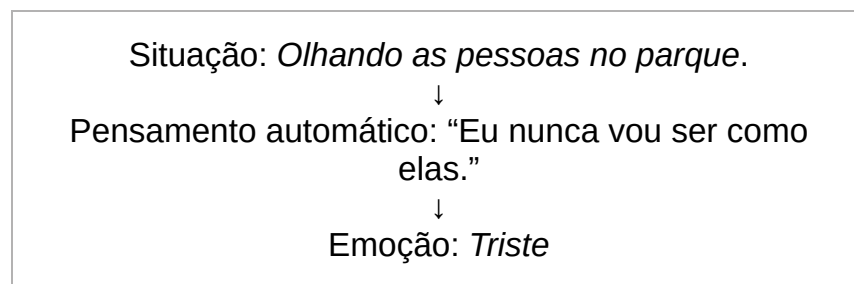 Situação: Olhando as pessoas no parque.
↓
Pensamento automático: “Eu nunca vou ser como
elas.”
↓
Emoção: Triste